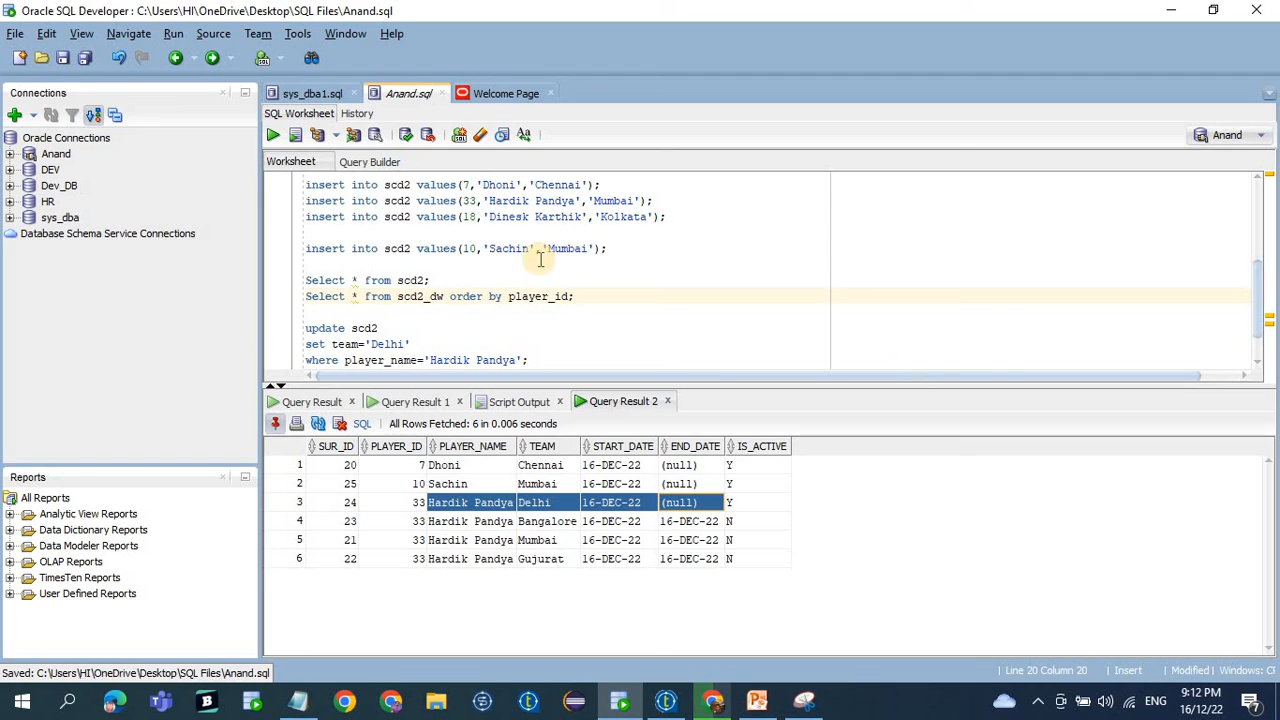 Oracle SQL Developer : C:\Users\HI\OneDrive\Desktop\SQL Files\Anand.sql
File Edit View Navigate Run Source Team Tools Window Help
Connections
Oracle Connections
Anand
DEV
Dev_DB
HR
sys_dba
Database Schema Service Connections
Reports
All Reports
Analytic View Reports
Data Dictionary Reports
Data Modeler Reports
OLAP Reports
TimesTen Reports
User Defined Reports
sys_dba1.sql Anand.sql Welcome Page
SQL Worksheet History
Anand
Worksheet Query Builder
insert into scd2 values(7,'Dhoni','Chennai');
insert into scd2 values(33,'Hardik Pandya','Mumbai');
insert into scd2 values(18,'Dinesk Karthik','Kolkata');
insert into scd2 values(10,'Sachin','Mumbai');
Select * from scd2;
Select * from scd2_dw order by player_id;
update scd2
set team='Delhi'
where player_name='Hardik Pandya';
Query Result Query Result 1 Script Output Query Result 2
SQL All Rows Fetched: 6 in 0.006 seconds
SUR_ID PLAYER_ID PLAYER_NAME TEAM START_DATE END_DATE IS_ACTIVE
1 20 7 Dhoni Chennai 16-DEC-22 (null) Y
2 25 10 Sachin Mumbai 16-DEC-22 (null) Y
3 24 33 Hardik Pandya Delhi 16-DEC-22 (null) Y
4 23 33 Hardik Pandya Bangalore 16-DEC-22 16-DEC-22 N
5 21 33 Hardik Pandya Mumbai 16-DEC-22 16-DEC-22 N
6 22 33 Hardik Pandya Gujurat 16-DEC-22 16-DEC-22 N
Saved: C:\Users\HI\OneDrive\Desktop\SQL Files\Anand.sql
Line 20 Column 20 Insert Modified Windows: C
ENG
9:12 PM
16/12/22
7